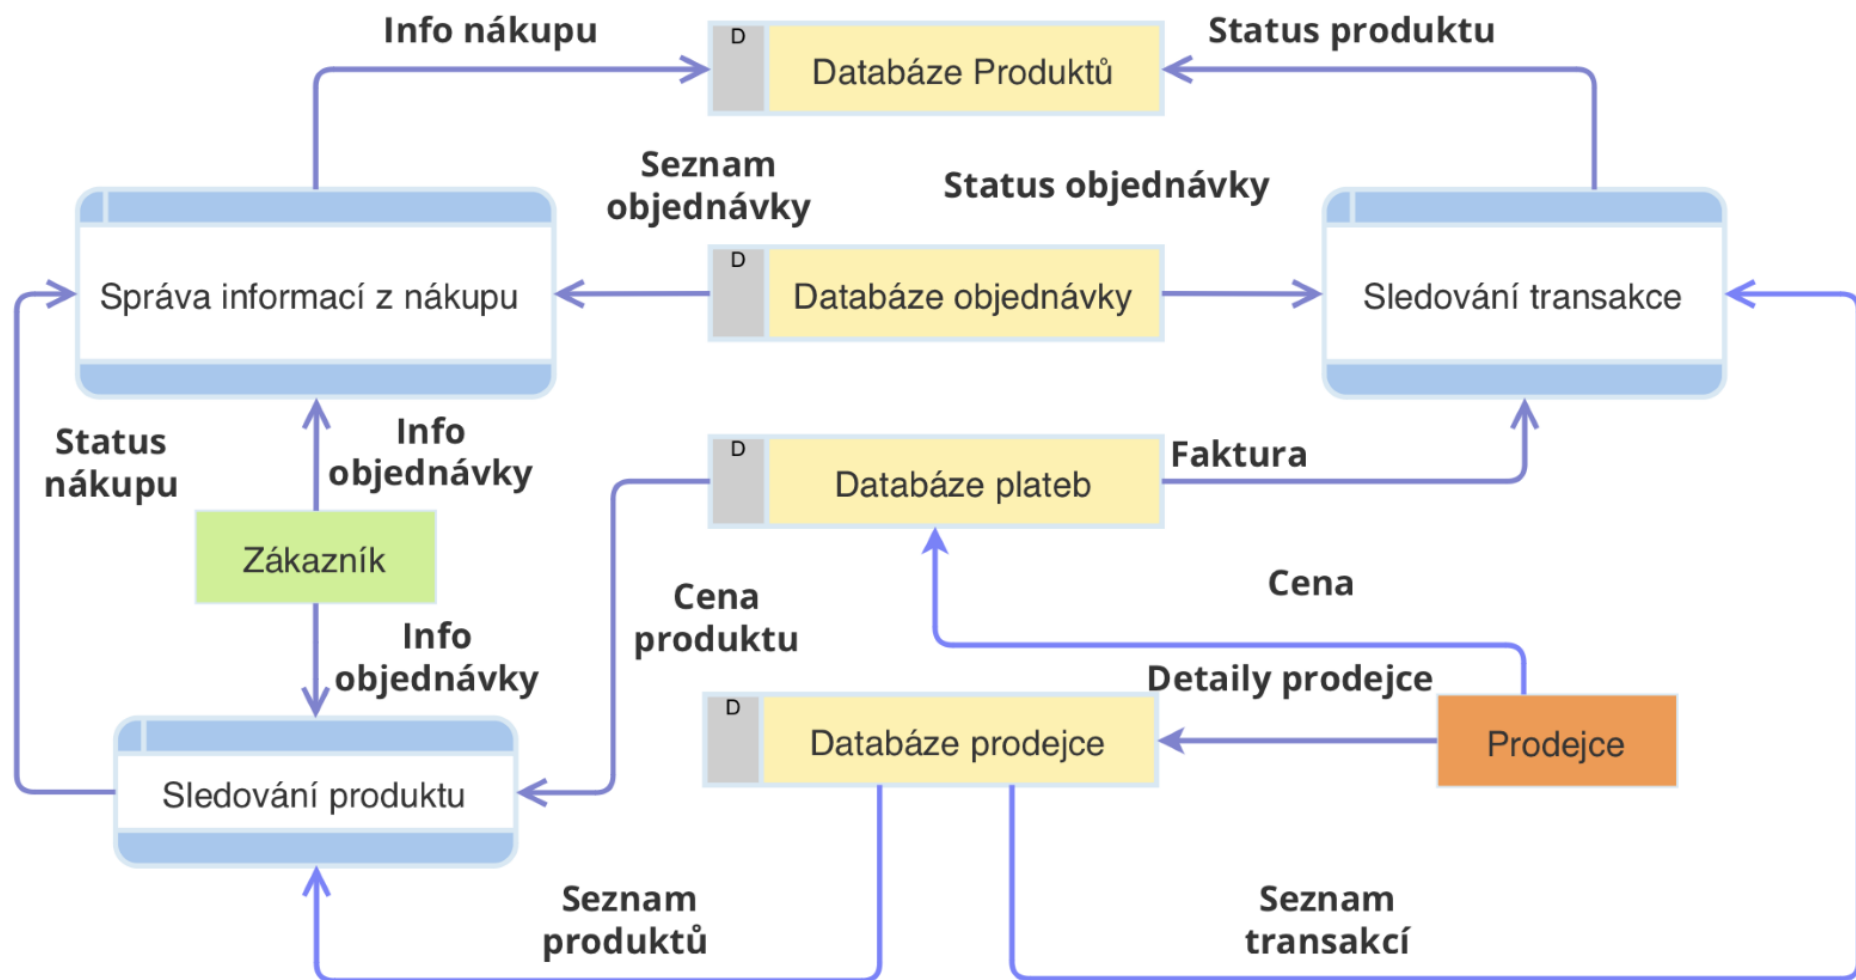 Info nákupu
D
Databáze Produktů
Status produktu
Seznam
objednávky
Status objednávky
Správa informací z nákupu
D
Databáze objednávky
Sledování transakce
Status
nákupu
Info
objednávky
D
Databáze plateb
Faktura
Zákazník
Cena
produktu
Cena
Info
objednávky
Detaily prodejce
D
Databáze prodejce
Prodejce
Sledování produktu
Seznam
produktů
Seznam
transakcí